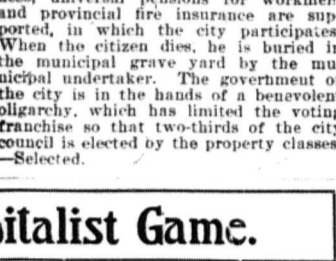 ness, universal pensions for workmen
and provincial fire insurance are sup
ported, in which the city participates
When the citizen dies, he is buried i
the municipal grave yard by the mu
nicipal undertaker. The government o
the city is in the hands of a benevolen
oligarchy, which has limited the voting
franchise so that two-thirds of the city
council is elected by the property classes
—Selected.
italist Game.